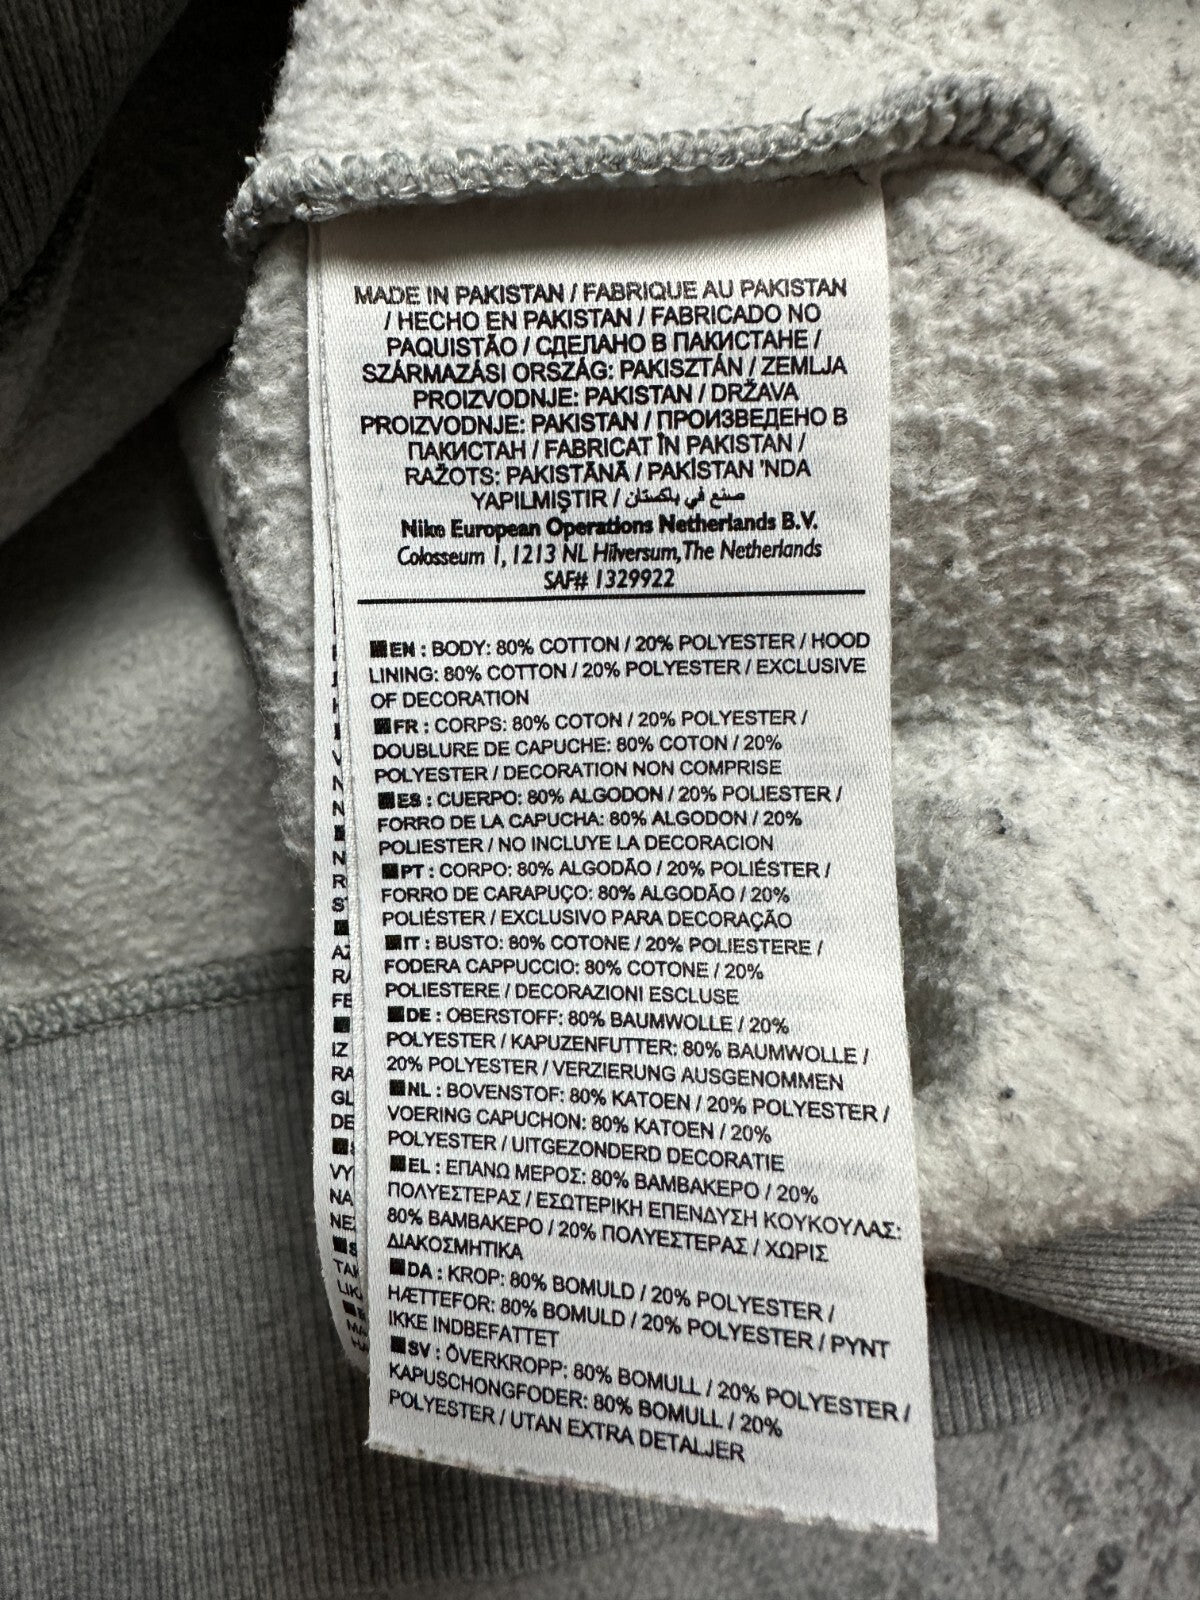 MADE IN PAKISTAN / FABRIQUE AU PAKISTAN
/ HECHO EN PAKISTAN / FABRICADO NO
PAQUISTÃO / СДЕЛАНО В ПАКИСТАНЕ /
SZÁRMAZÁSI ORSZÁG: PAKISZTÁN / ZEMLJA
PROIZVODNJE: PAKISTAN / DRŽAVA
PROIZVODNJE: PAKISTAN / ПРОИЗВЕДЕНО В
ПАКИСТАН / FABRICAT ÎN PAKISTAN /
RAŽOTS: PAKISTĀNĀ / PAKİSTAN 'NDA
YAPILMIŞTIR / صنع في باكستان
Nike European Operations Netherlands B.V.
Colosseum 1, 1213 NL Hilversum, The Netherlands
SAF# 1329922
EN : BODY: 80% COTTON / 20% POLYESTER / HOOD
LINING: 80% COTTON / 20% POLYESTER / EXCLUSIVE
OF DECORATION
FR : CORPS: 80% COTON / 20% POLYESTER /
DOUBLURE DE CAPUCHE: 80% COTON / 20%
POLYESTER / DECORATION NON COMPRISE
ES : CUERPO: 80% ALGODON / 20% POLIESTER /
FORRO DE LA CAPUCHA: 80% ALGODON / 20%
POLIESTER / NO INCLUYE LA DECORACION
PT : CORPO: 80% ALGODÃO / 20% POLIÉSTER /
FORRO DE CARAPUÇO: 80% ALGODÃO / 20%
POLIÉSTER / EXCLUSIVO PARA DECORAÇÃO
IT : BUSTO: 80% COTONE / 20% POLIESTERE /
FODERA CAPPUCCIO: 80% COTONE / 20%
POLIESTERE / DECORAZIONI ESCLUSE
DE : OBERSTOFF: 80% BAUMWOLLE / 20%
POLYESTER / KAPUZENFUTTER: 80% BAUMWOLLE /
20% POLYESTER / VERZIERUNG AUSGENOMMEN
NL : BOVENSTOF: 80% KATOEN / 20% POLYESTER /
VOERING CAPUCHON: 80% KATOEN / 20%
POLYESTER / UITGEZONDERD DECORATIE
EL : ΕΠΑΝΩ ΜΕΡΟΣ: 80% ΒΑΜΒΑΚΕΡΟ / 20%
ΠΟΛΥΕΣΤΕΡΑΣ / ΕΣΩΤΕΡΙΚΗ ΕΠΕΝΔΥΣΗ ΚΟΥΚΟΥΛΑΣ:
80% ΒΑΜΒΑΚΕΡΟ / 20% ΠΟΛΥΕΣΤΕΡΑΣ / ΧΩΡΙΣ
ΔΙΑΚΟΣΜΗΤΙΚΑ
DA : KROP: 80% BOMULD / 20% POLYESTER /
HÆTTEFOR: 80% BOMULD / 20% POLYESTER / PYNT
IKKE INDBEFATTET
SV : ÖVERKROPP: 80% BOMULL / 20% POLYESTER /
KAPUSCHONGFODER: 80% BOMULL / 20%
POLYESTER / UTAN EXTRA DETALJER